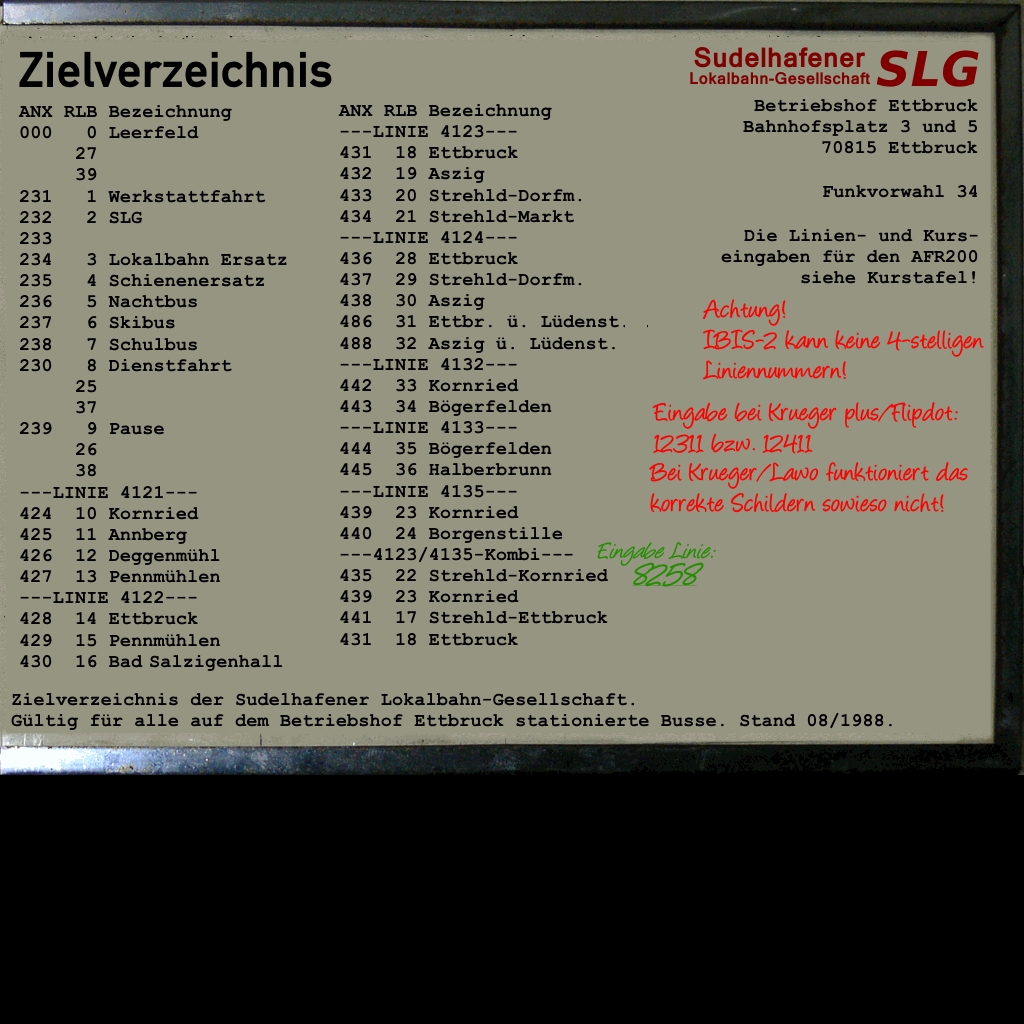 Zielverzeichnis
ANX RLB Bezeichnung
000 0 Leerfeld
27
39
231 1 Werkstattfahrt
232 2 SLG
233
234 3 Lokalbahn Ersatz
235 4 Schienenersatz
236 5 Nachtbus
237 6 Skibus
238 7 Schulbus
230 8 Dienstfahrt
25
37
239 9 Pause
26
38
---LINIE 4121---
424 10 Kornried
425 11 Annberg
426 12 Deggenmühl
427 13 Pennmühlen
---LINIE 4122---
428 14 Ettbruck
429 15 Pennmühlen
430 16 Bad Salzigenhall
ANX RLB Bezeichnung
---LINIE 4123---
431 18 Ettbruck
432 19 Aszig
433 20 Strehld-Dorfm.
434 21 Strehld-Markt
---LINIE 4124---
436 28 Ettbruck
437 29 Strehld-Dorfm.
438 30 Aszig
486 31 Ettbr. ü. Lüdenst.
488 32 Aszig ü. Lüdenst.
---LINIE 4132---
442 33 Kornried
443 34 Bögerfelden
---LINIE 4133---
444 35 Bögerfelden
445 36 Halberbrunn
---LINIE 4135---
439 23 Kornried
440 24 Borgenstille
---4123/4135-Kombi---
435 22 Strehld-Kornried
439 23 Kornried
441 17 Strehld-Ettbruck
431 18 Ettbruck
Eingabe Linie:
8258
Sudelhafener
Lokalbahn-Gesellschaft SLG
Betriebshof Ettbruck
Bahnhofsplatz 3 und 5
70815 Ettbruck
Funkvorwahl 34
Die Linien- und Kurs-
eingaben für den AFR200
siehe Kurstafel!
Achtung!
IBIS-2 kann keine 4-stelligen
Liniennummern!
Eingabe bei Krueger plus/Flipdot:
12311 bzw. 12411
Bei Krueger/Lawo funktioniert das
korrekte Schildern sowieso nicht!
Zielverzeichnis der Sudelhafener Lokalbahn-Gesellschaft.
Gültig für alle auf dem Betriebshof Ettbruck stationierte Busse. Stand 08/1988.